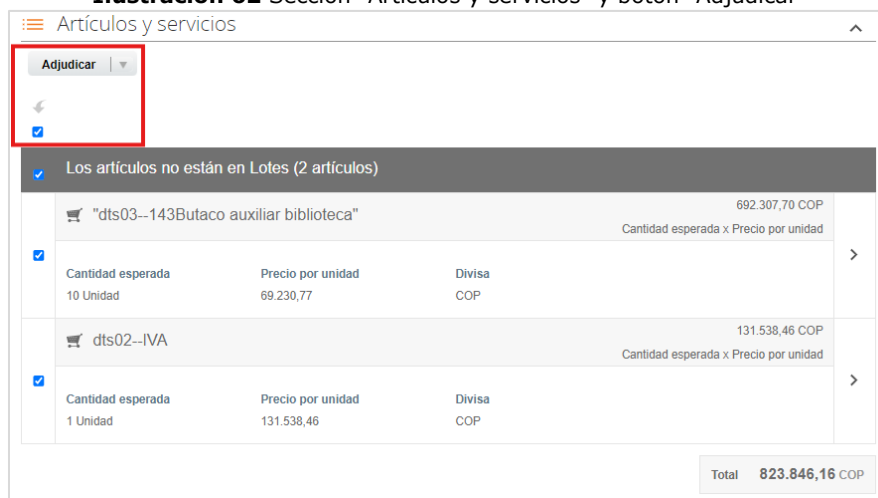 Ilustración 62 Sección "Artículos y servicios" y botón "Adjudicar"
Artículos y servicios
Adjudicar
Los artículos no están en Lotes (2 artículos)
"dts03--143Butaco auxiliar biblioteca"
692.307,70 COP
Cantidad esperada x Precio por unidad
Cantidad esperada Precio por unidad Divisa
10 Unidad 69.230,77 COP
dts02--IVA
131.538,46 COP
Cantidad esperada x Precio por unidad
Cantidad esperada Precio por unidad Divisa
1 Unidad 131.538,46 COP
Total 823.846,16 COP